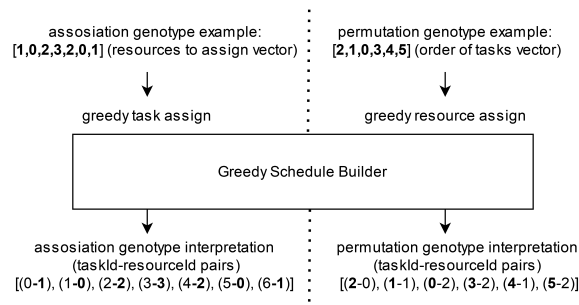 assosiation genotype example:
[1,0,2,3,2,0,1] (resources to assign vector)
permutation genotype example:
[2,1,0,3,4,5] (order of tasks vector)
greedy task assign
greedy resource assign
Greedy Schedule Builder
assosiation genotype interpretation
(taskId-resourceId pairs)
[(0-1), (1-0), (2-2), (3-3), (4-2), (5-0), (6-1)]
permutation genotype interpretation
(taskId-resourceId pairs)
[(2-0), (1-1), (0-2), (3-2), (4-1), (5-2)]